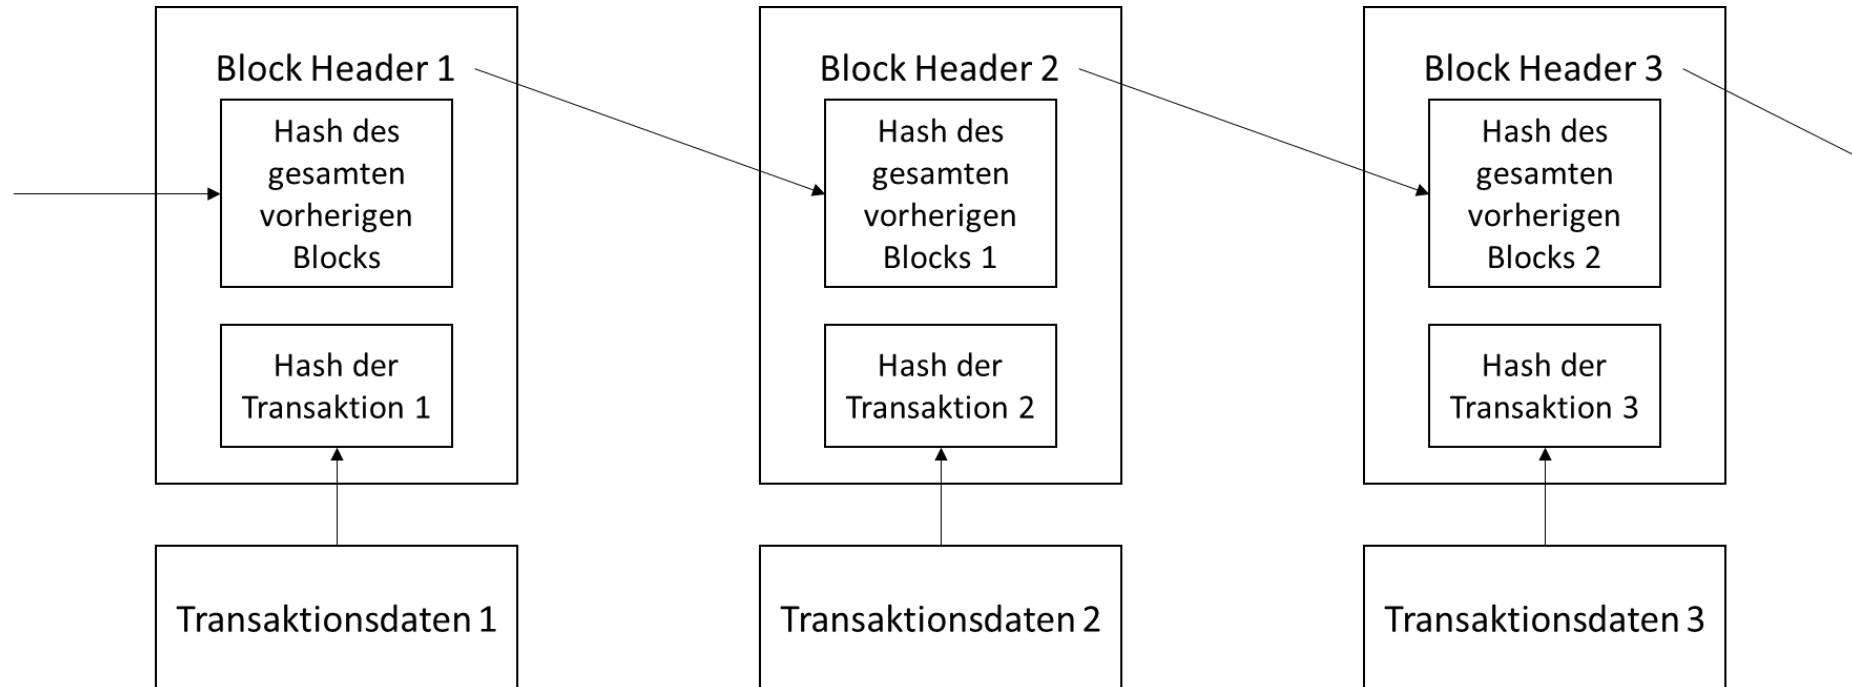 Block Header 1
Hash des
gesamten
vorherigen
Blocks
Hash der
Transaktion 1
Transaktionsdaten 1
Block Header 2
Hash des
gesamten
vorherigen
Blocks 1
Hash der
Transaktion 2
Transaktionsdaten 2
Block Header 3
Hash des
gesamten
vorherigen
Blocks 2
Hash der
Transaktion 3
Transaktionsdaten 3